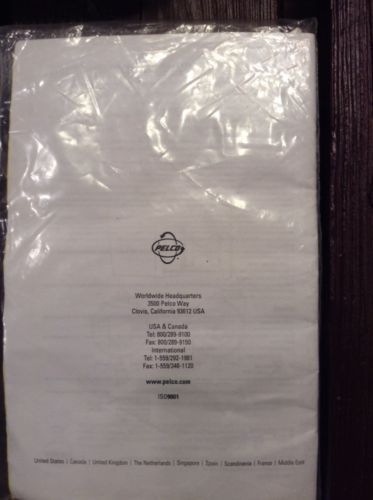 PELCO
Worldwide Headquarters
3500 Pelco Way
Clovis, California 93612 USA
USA & Canada
Tel: 800/289-9100
Fax: 800/289-9150
International
Tel: 1-559/292-1981
Fax: 1-559/348-1120
www.pelco.com
ISO9001
United States | Canada | United Kingdom | The Netherlands | Singapore | Spain | Scandinavia | France | Middle East